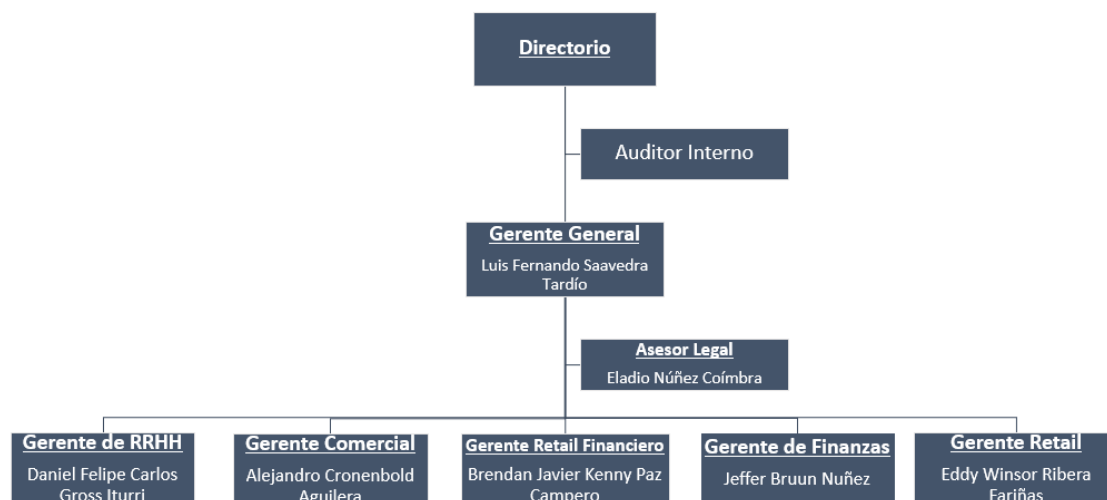 Directorio
Auditor Interno
Gerente General
Luis Fernando Saavedra
Tardío
Asesor Legal
Eladio Núñez Coímbra
Gerente de RRHH
Daniel Felipe Carlos
Gross Iturri
Gerente Comercial
Alejandro Cronenbold
Aguilera
Gerente Retail Financiero
Brendan Javier Kenny Paz
Campero
Gerente de Finanzas
Jeffer Bruun Nuñez
Gerente Retail
Eddy Winsor Ribera
Fariñas